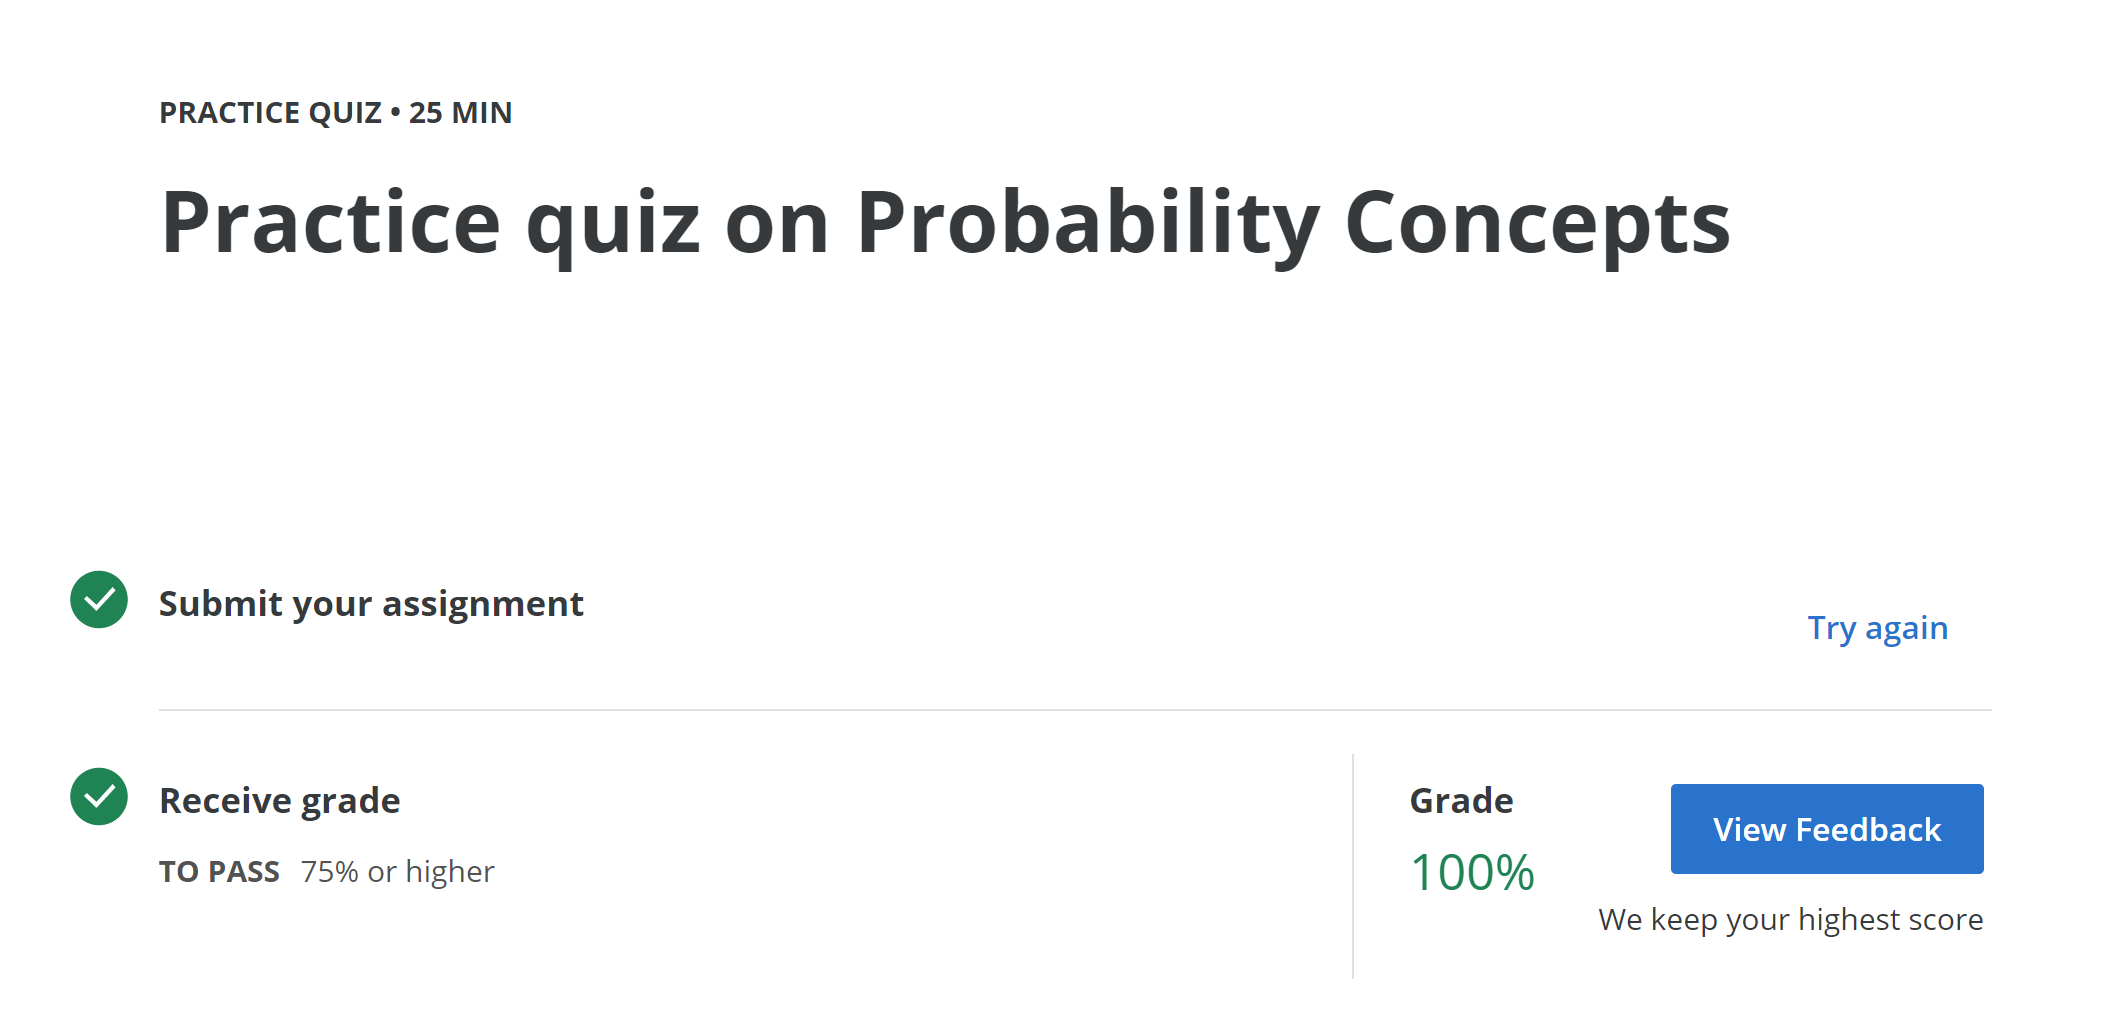 PRACTICE QUIZ • 25 MIN
Practice quiz on Probability Concepts
Submit your assignment
Try again
Receive grade
TO PASS 75% or higher
Grade
100%
View Feedback
We keep your highest score